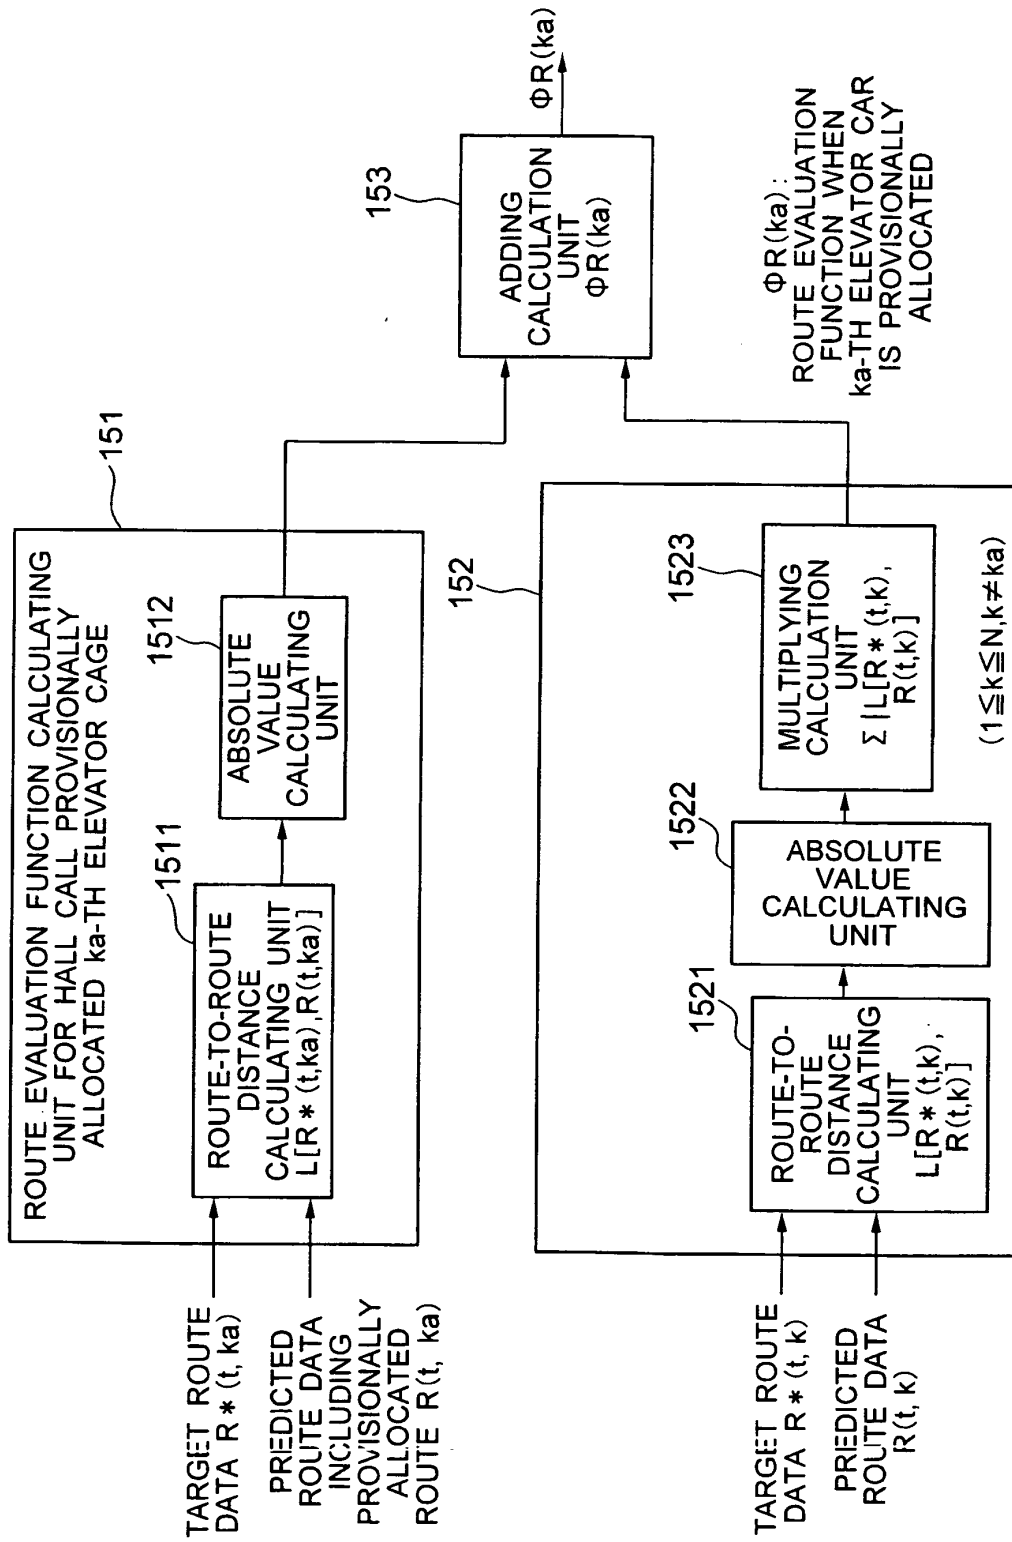 ROUTE EVALUATION FUNCTION CALCULATING
UNIT FOR HALL CALL PROVISIONALLY
ALLOCATED ka-TH ELEVATOR CAGE
151
TARGET ROUTE
DATA R*(t, ka)
PREDICTED
ROUTE DATA
INCLUDING
PROVISIONALLY
ALLOCATED
ROUTE R(t, ka)
1511
ROUTE-TO-ROUTE
DISTANCE
CALCULATING UNIT
L[R*(t,ka),R(t,ka)]
1512
ABSOLUTE
VALUE
CALCULATING
UNIT
153
ADDING
CALCULATION
UNIT
ΦR(ka)
ΦR(ka)
152
TARGET ROUTE
DATA R*(t, k)
PREDICTED
ROUTE DATA
R(t, k)
1521
ROUTE-TO-
ROUTE
DISTANCE
CALCULATING
UNIT
L[R*(t,k),
R(t,k)]
1522
ABSOLUTE
VALUE
CALCULATING
UNIT
1523
MULTIPLYING
CALCULATION
UNIT
Σ|L[R*(t,k),
R(t,k)]
(1≦k≦N,k≠ka)
ΦR(ka):
ROUTE EVALUATION
FUNCTION WHEN
ka-TH ELEVATOR CAR
IS PROVISIONALLY
ALLOCATED